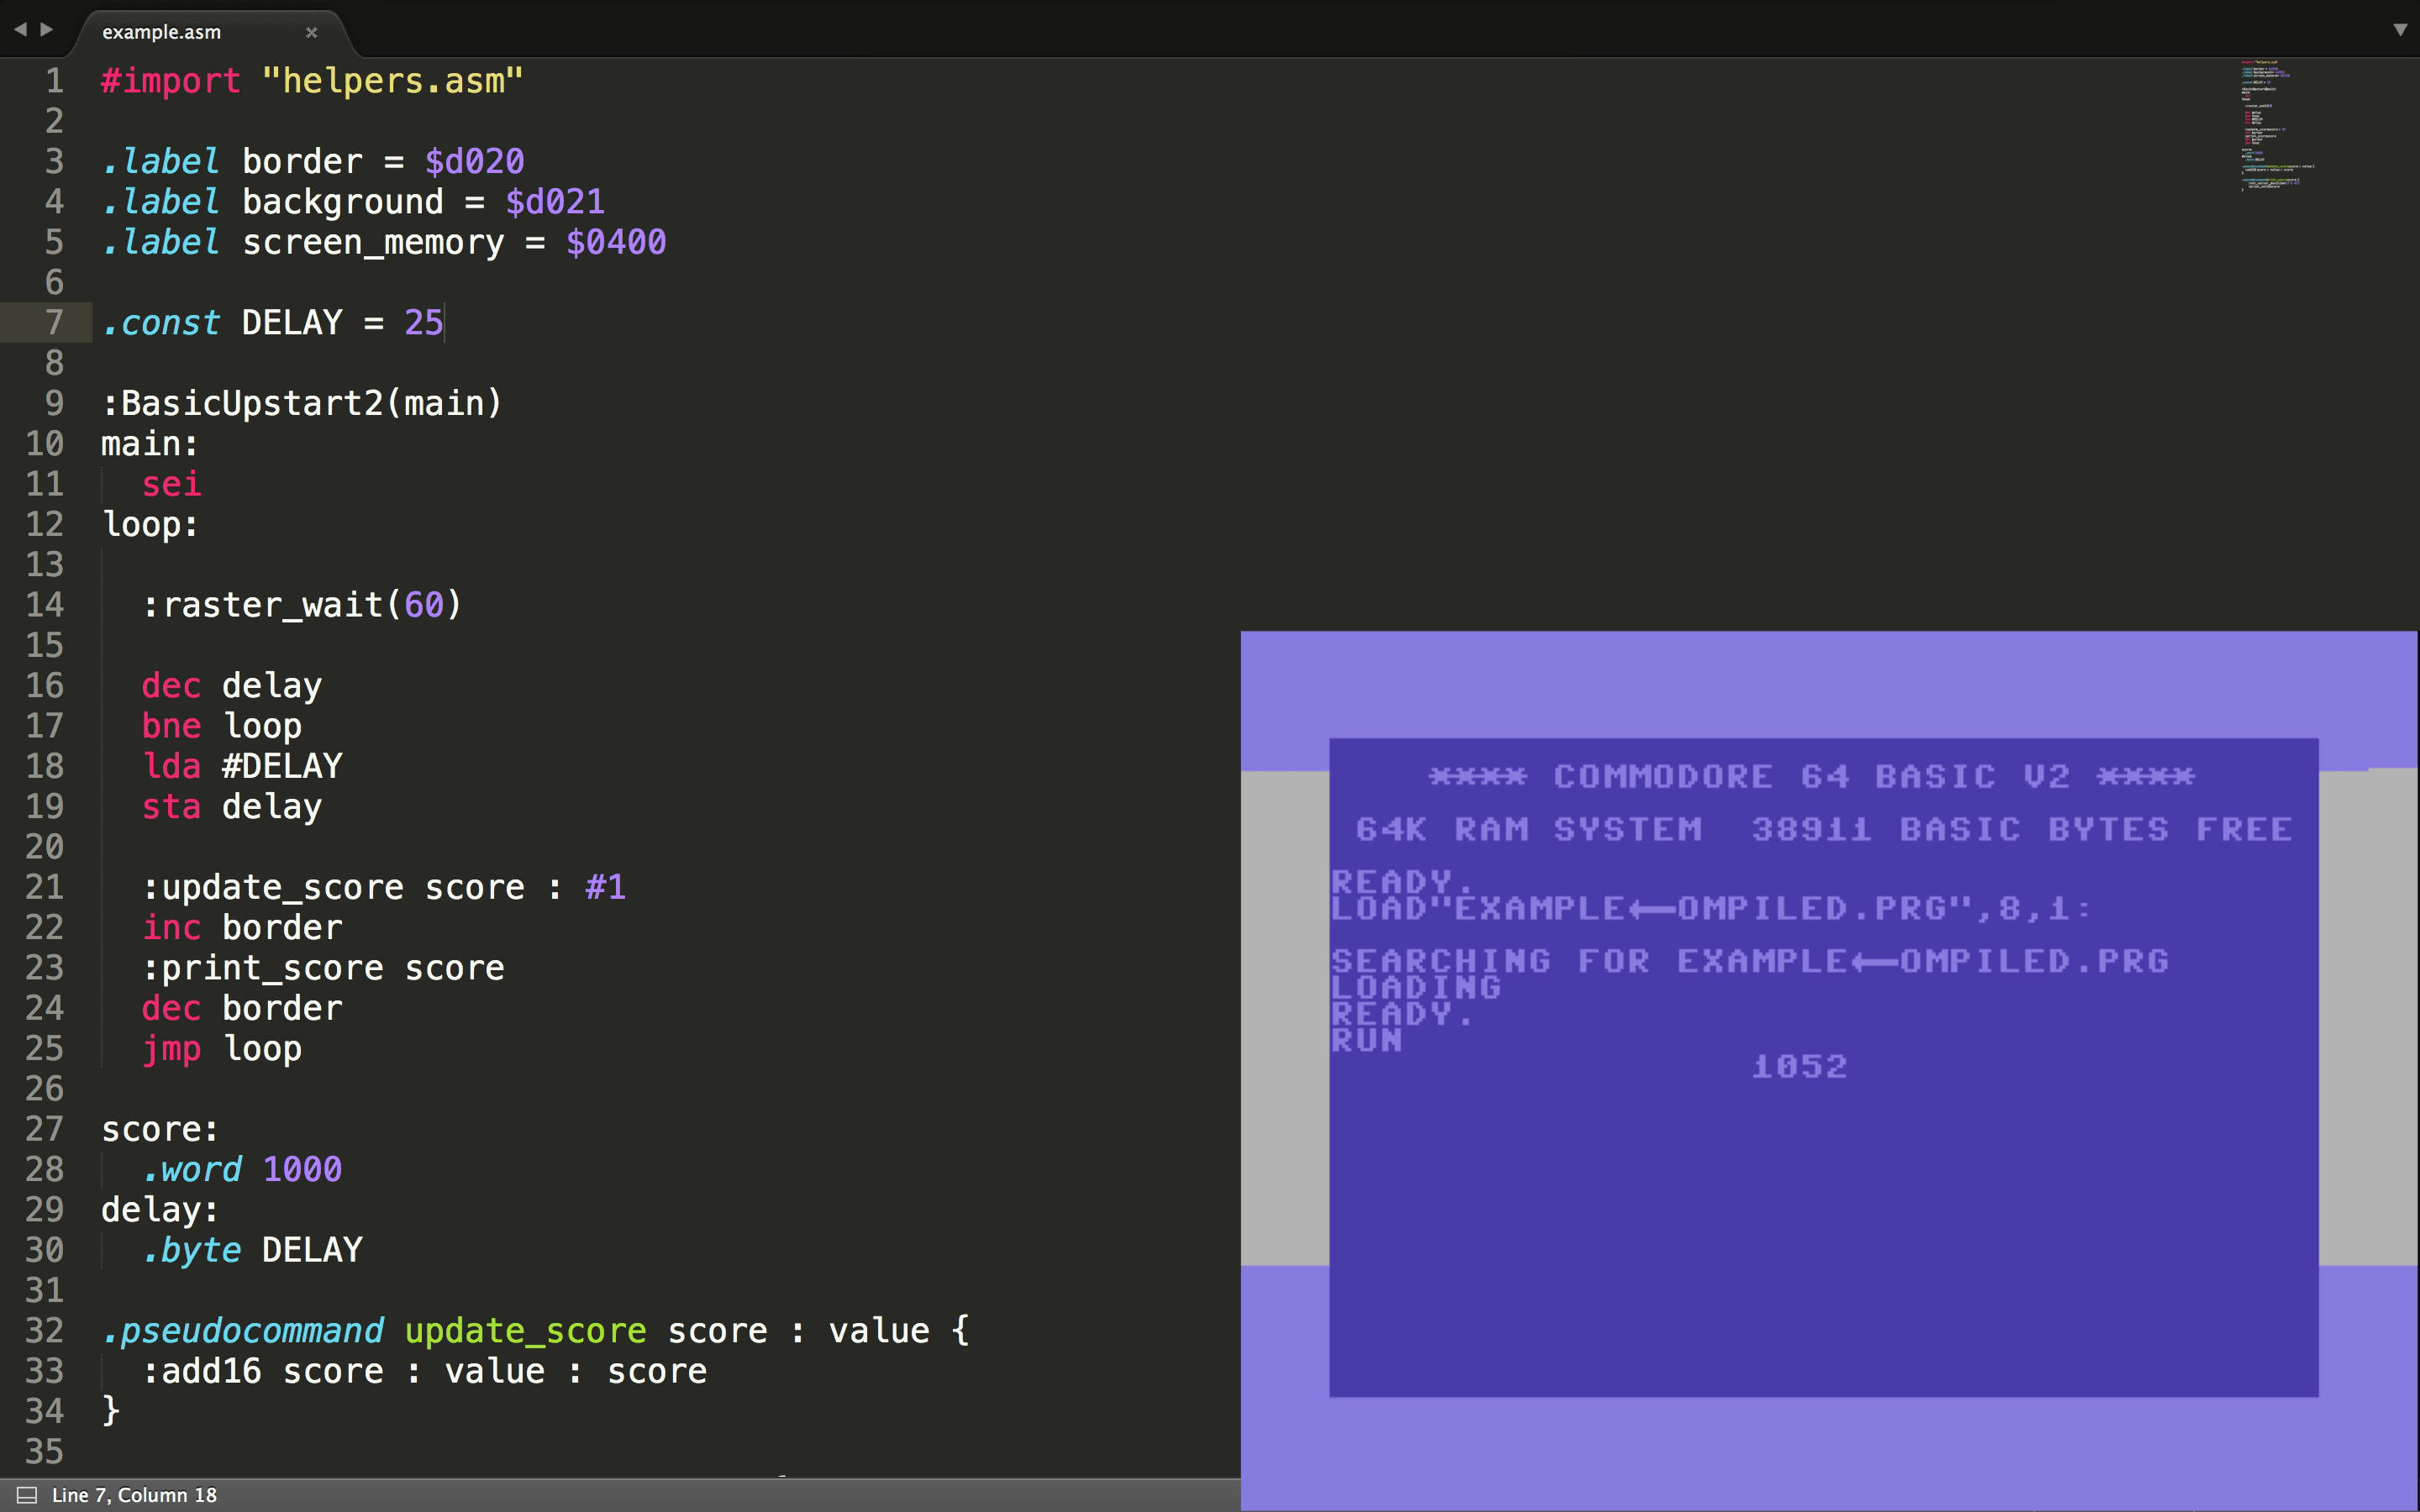 example.asm ×
1 #import "helpers.asm"
2
3 .label border = $d020
4 .label background = $d021
5 .label screen_memory = $0400
6
7 .const DELAY = 25
8
9 :BasicUpstart2(main)
10 main:
11   sei
12 loop:
13
14   :raster_wait(60)
15
16   dec delay
17   bne loop
18   lda #DELAY
19   sta delay
20
21   :update_score score : #1
22   inc border
23   :print_score score
24   dec border
25   jmp loop
26
27 score:
28   .word 1000
29 delay:
30   .byte DELAY
31
32 .pseudocommand update_score score : value {
33   :add16 score : value : score
34 }
35
Line 7, Column 18
**** COMMODORE 64 BASIC V2 ****
64K RAM SYSTEM  38911 BASIC BYTES FREE
READY.
LOAD"EXAMPLE←OMPILED.PRG",8,1:
SEARCHING FOR EXAMPLE←OMPILED.PRG
LOADING
READY.
RUN
1052